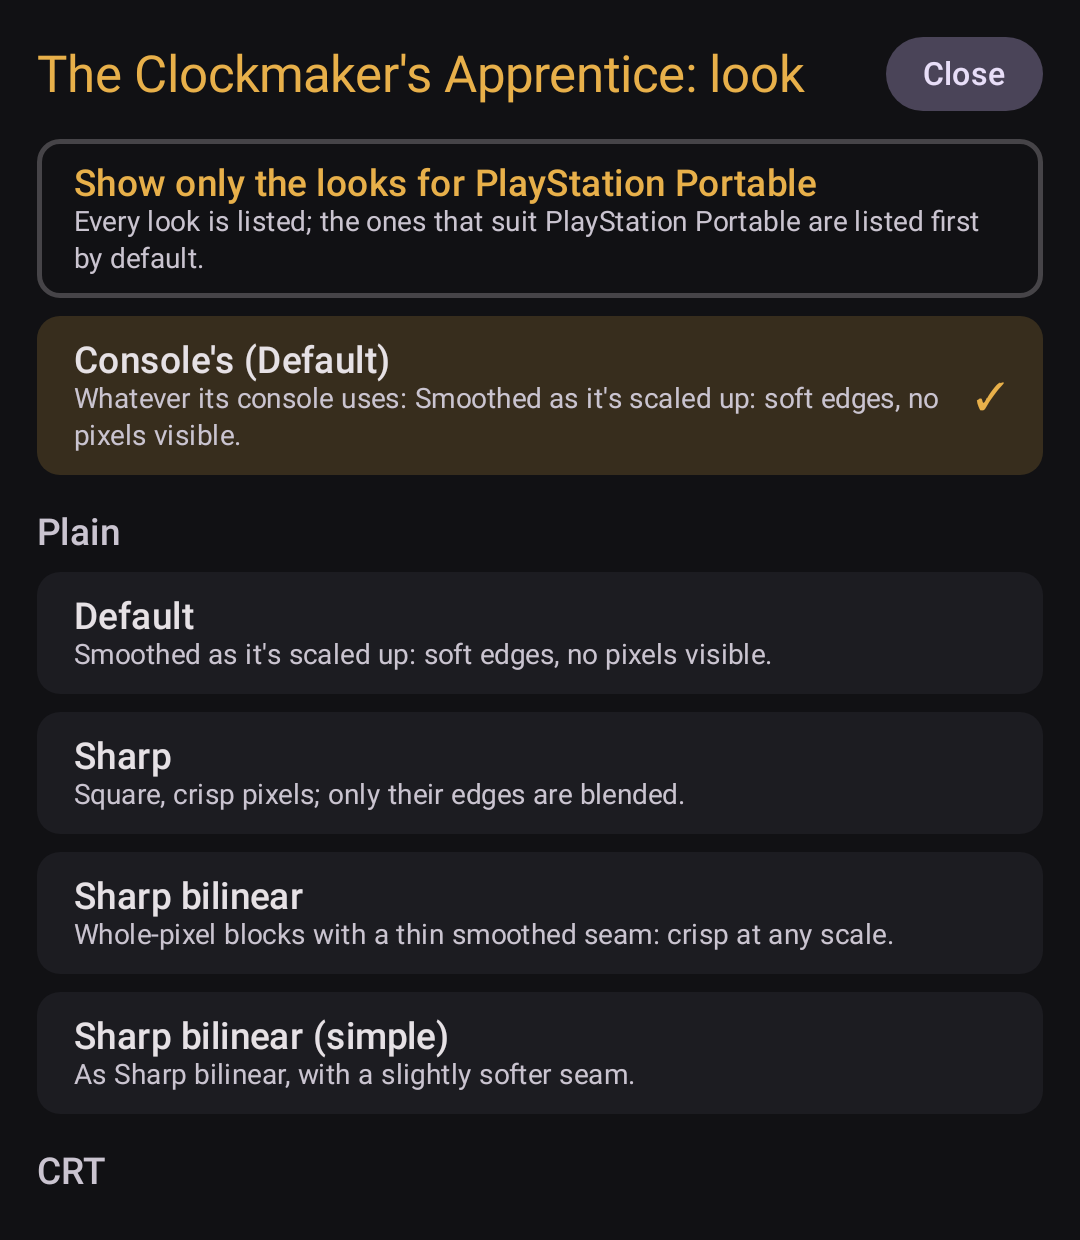 The Clockmaker's Apprentice: look
Close
Show only the looks for PlayStation Portable
Every look is listed; the ones that suit PlayStation Portable are listed first
by default.
Console's (Default)
Whatever its console uses: Smoothed as it's scaled up: soft edges, no
pixels visible.
✓
Plain
Default
Smoothed as it's scaled up: soft edges, no pixels visible.
Sharp
Square, crisp pixels; only their edges are blended.
Sharp bilinear
Whole-pixel blocks with a thin smoothed seam: crisp at any scale.
Sharp bilinear (simple)
As Sharp bilinear, with a slightly softer seam.
CRT